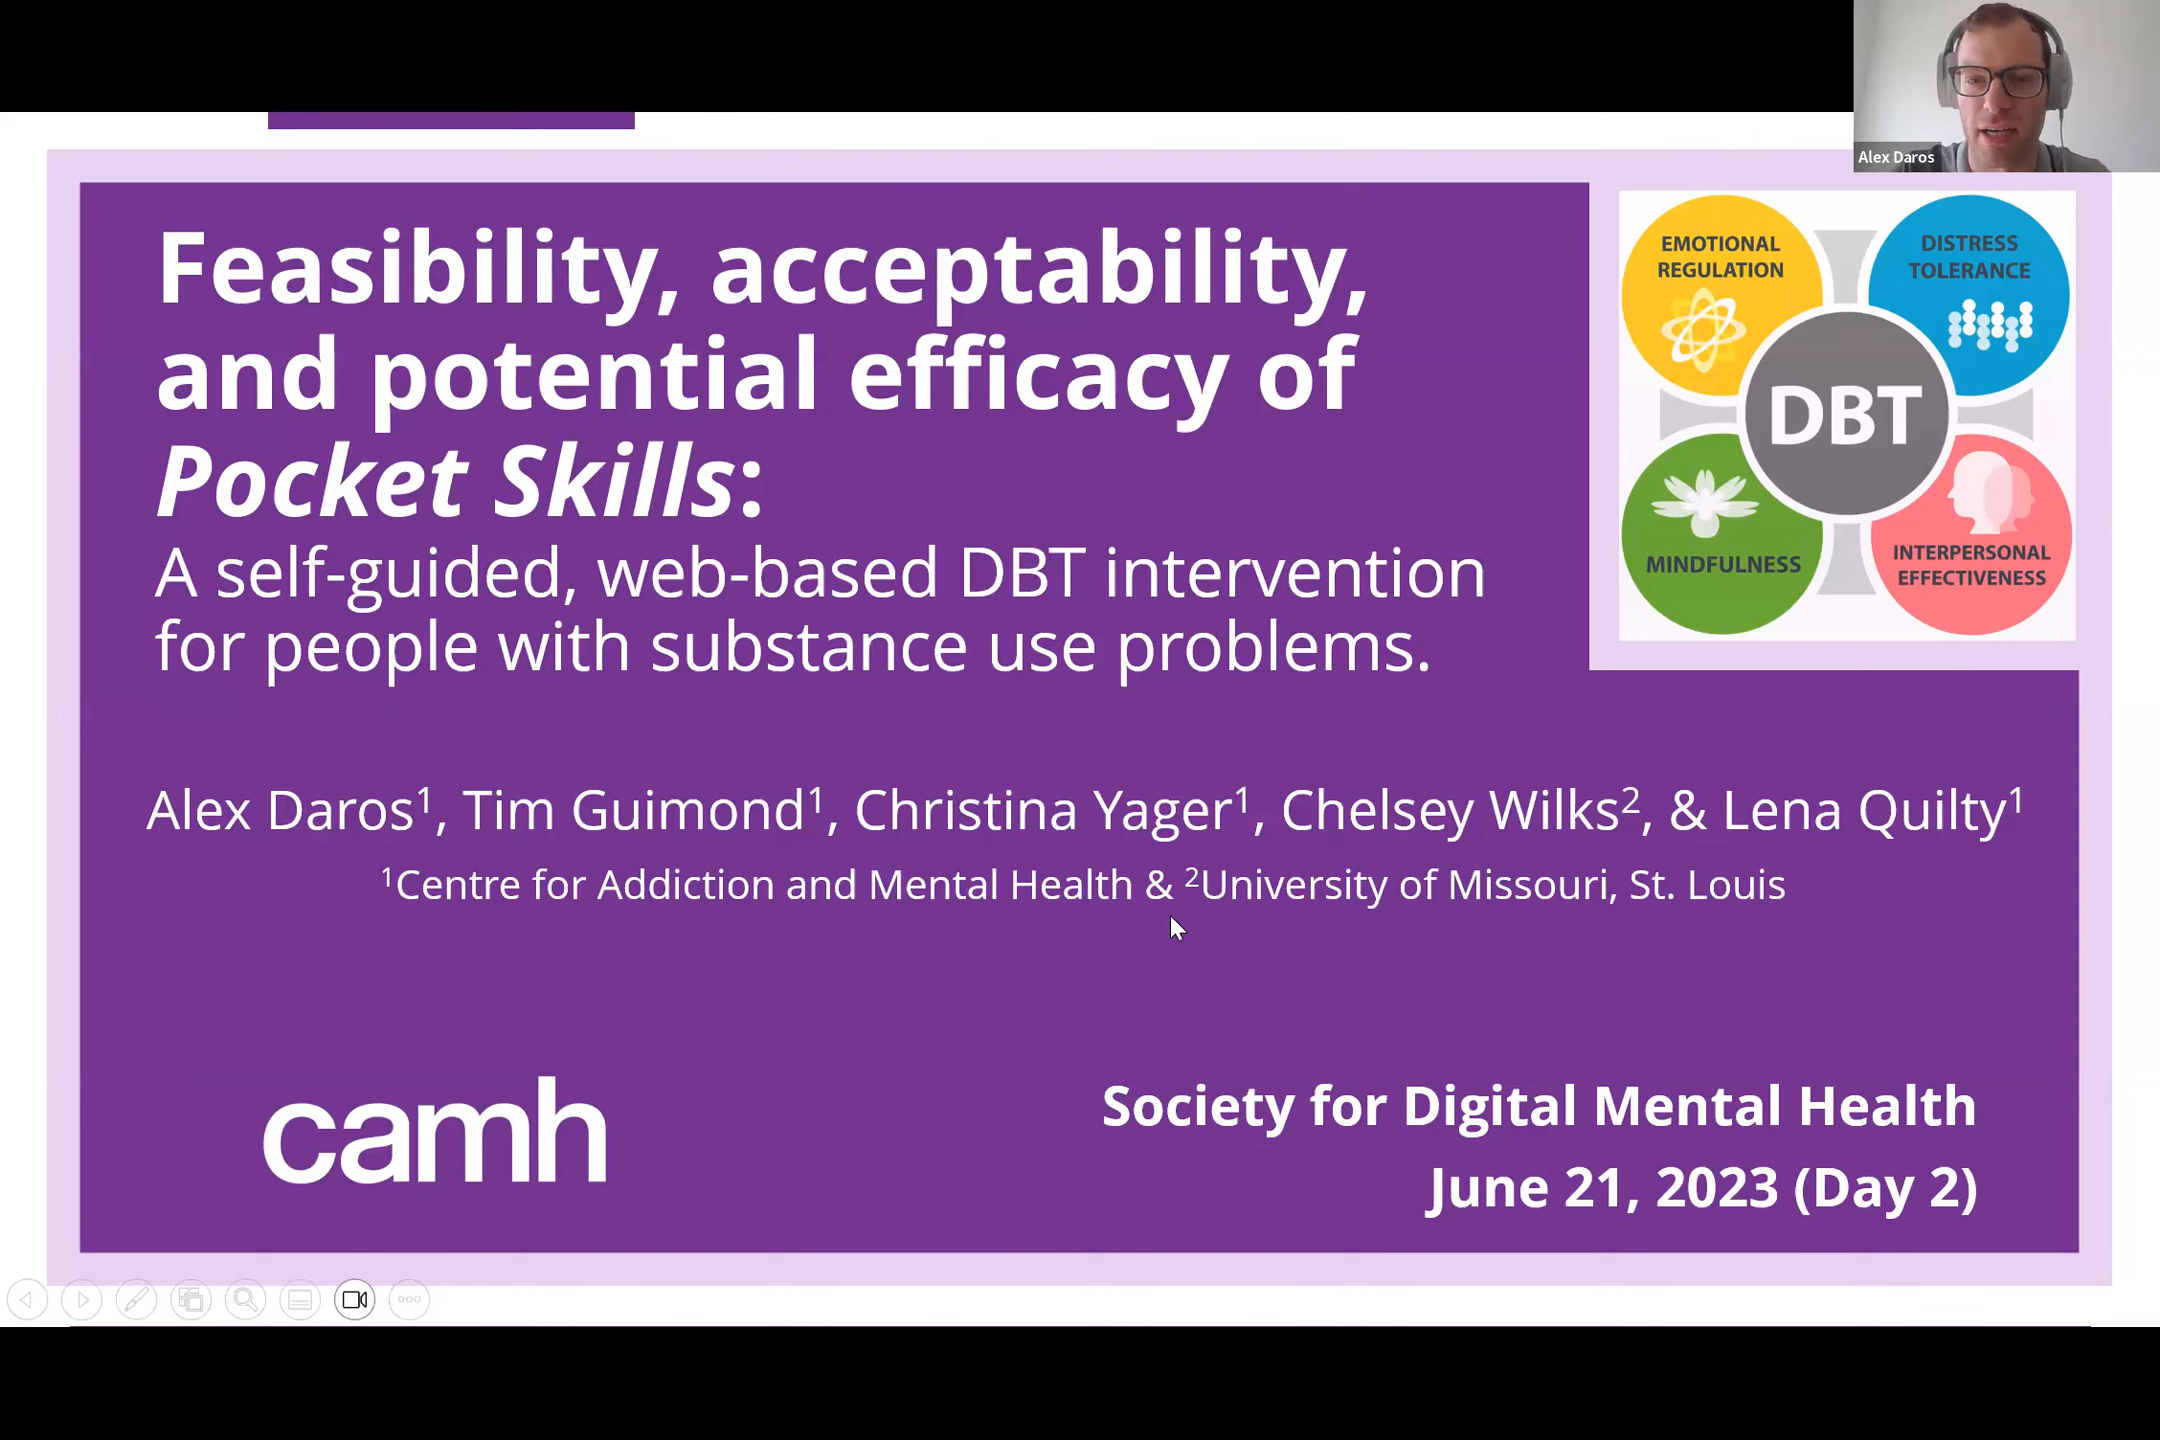 Alex Daros
Feasibility, acceptability,
and potential efficacy of
Pocket Skills:
A self-guided, web-based DBT intervention
for people with substance use problems.
EMOTIONAL
REGULATION
DISTRESS
TOLERANCE
DBT
MINDFULNESS
INTERPERSONAL
EFFECTIVENESS
Alex Daros¹, Tim Guimond¹, Christina Yager¹, Chelsey Wilks², & Lena Quilty¹
¹Centre for Addiction and Mental Health & ²University of Missouri, St. Louis
camh
Society for Digital Mental Health
June 21, 2023 (Day 2)